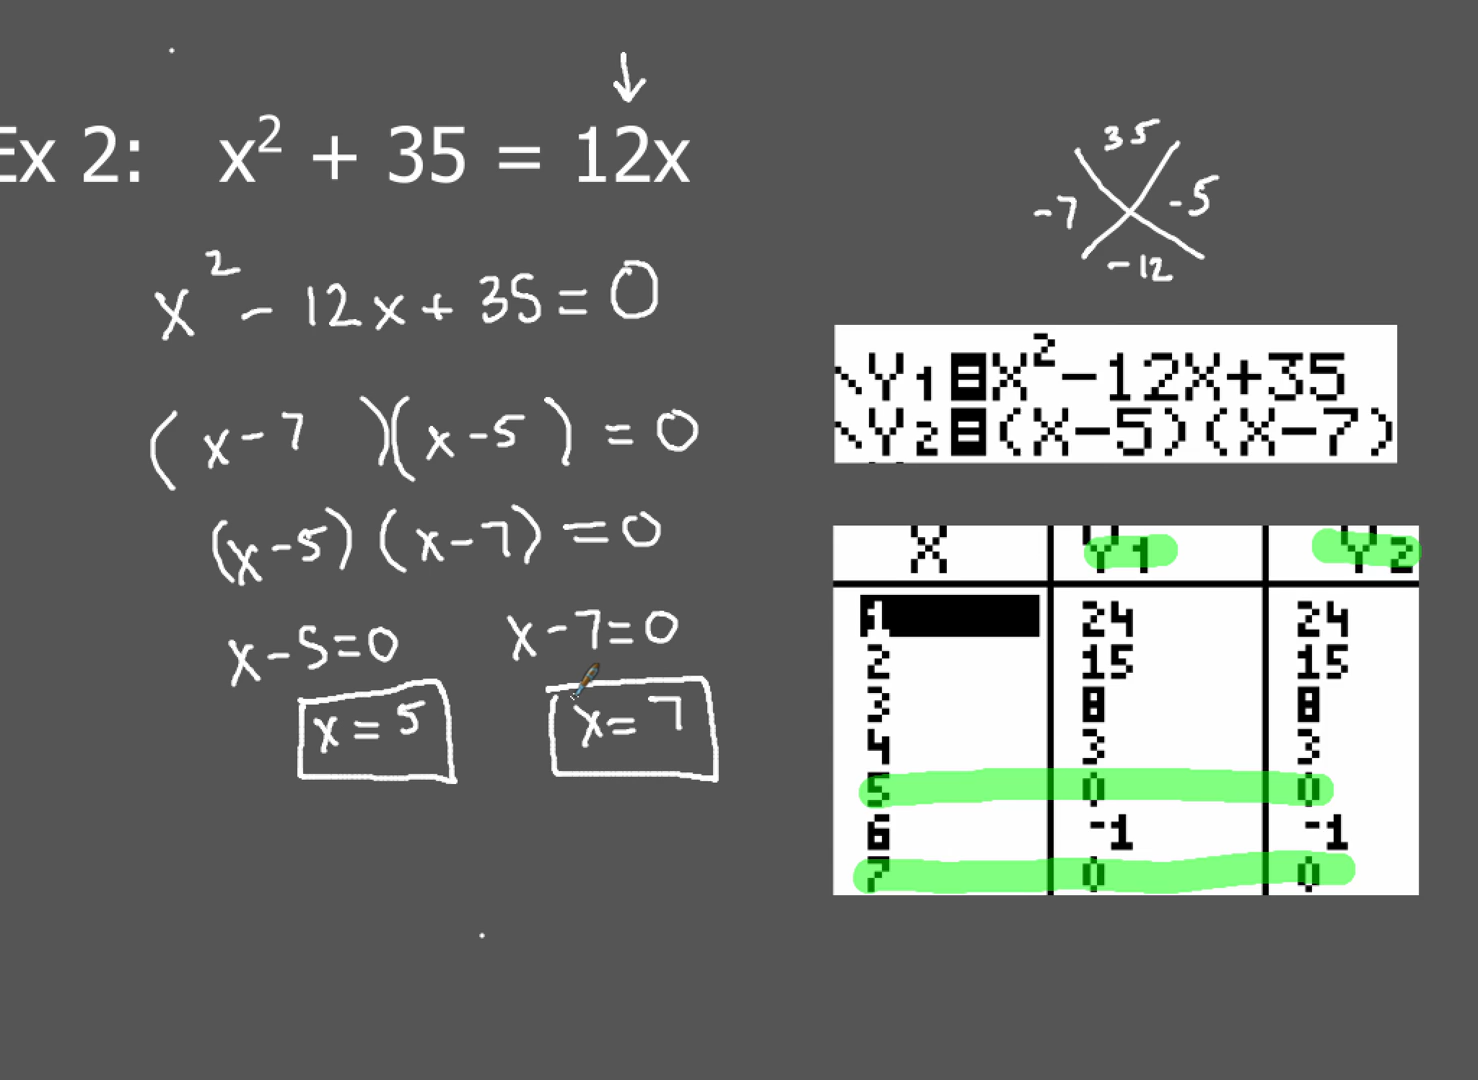 Ex 2: x² + 35 = 12x
x² - 12x + 35 = 0
(x-7 )(x-5 ) = 0
(x-5) (x-7) = 0
x-5=0 x-7=0
x = 5 x= 7
35
-7 -5
-12
\Y₁=X²-12X+35
\Y₂=(X-5)(X-7)
X Y₁ Y₂
1 24 24
2 15 15
3 8 8
4 3 3
5 0 0
6 -1 -1
7 0 0